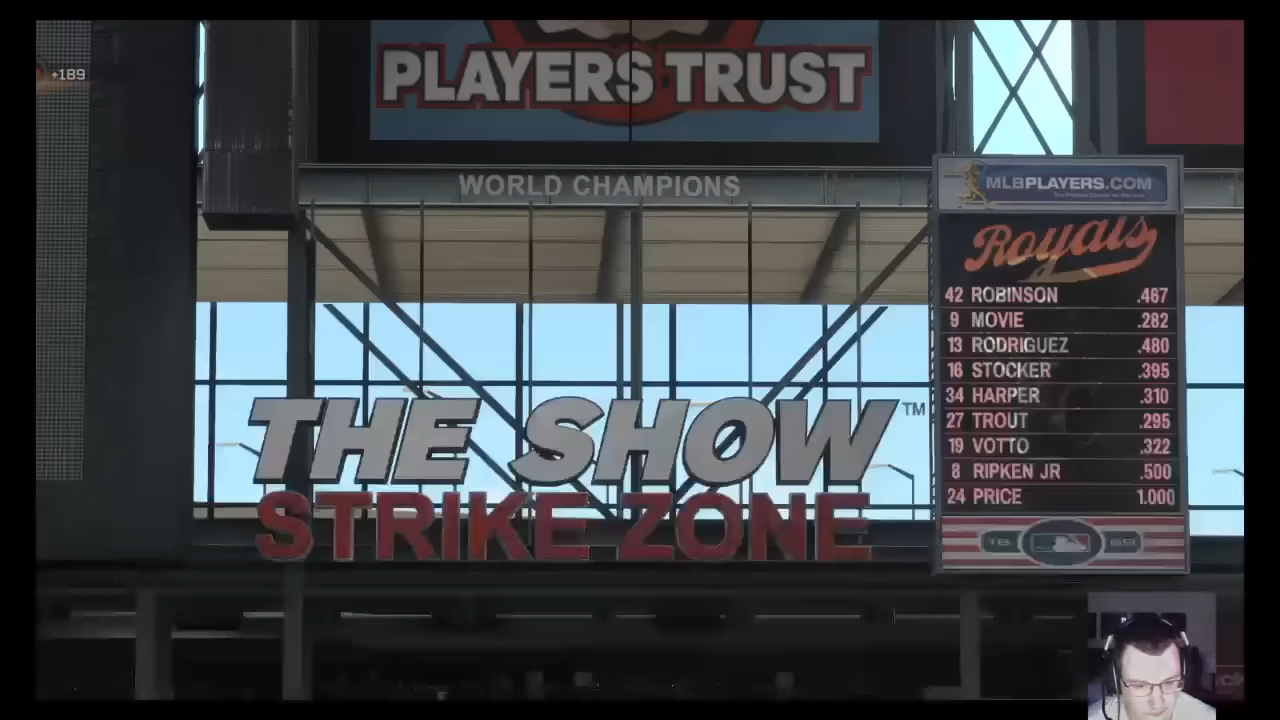 +189
PLAYERS TRUST
WORLD CHAMPIONS
MLBPLAYERS.COM
Royals
42 ROBINSON .467
9 MOVIE .282
13 RODRIGUEZ .480
16 STOCKER .395
34 HARPER .310
27 TROUT .295
19 VOTTO .322
8 RIPKEN JR .500
24 PRICE 1.000
THE SHOW™
STRIKE ZONE
18 69